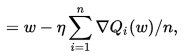 = w − η ∑_{i=1}^{n} ∇Q_i(w)/n,